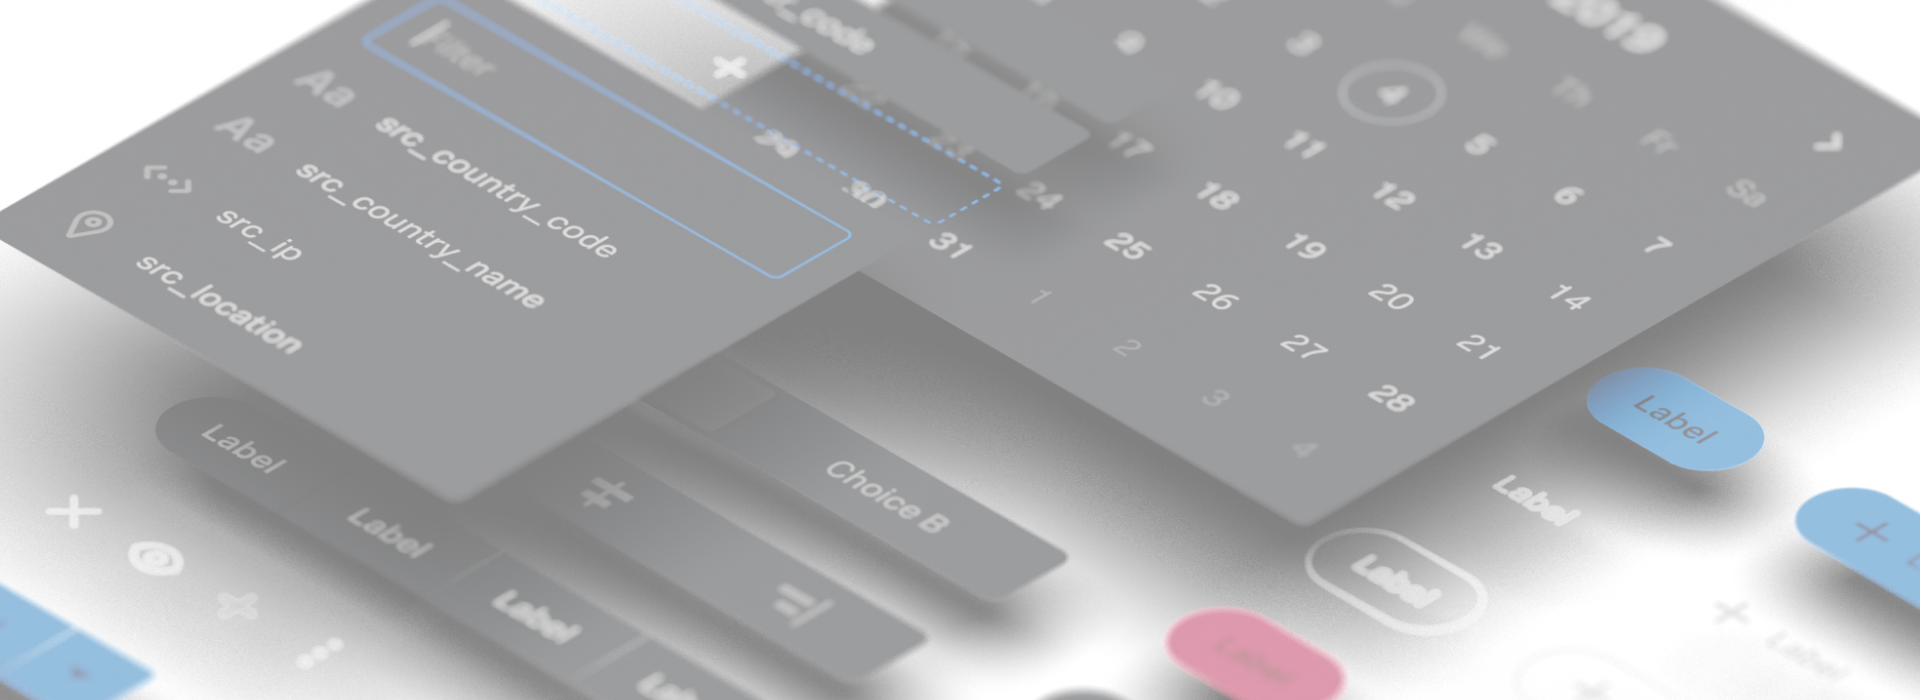 Filter
Aa src_country_code
Aa src_country_name
src_ip
src_location
_code
2019
Th
Fr
Sa
3
4
5
6
7
10
11
12
13
14
17
18
19
20
21
24
25
26
27
28
30
31
1
2
3
4
Choice B
Label
Label
Label
Label
Label
Label
Label
Label